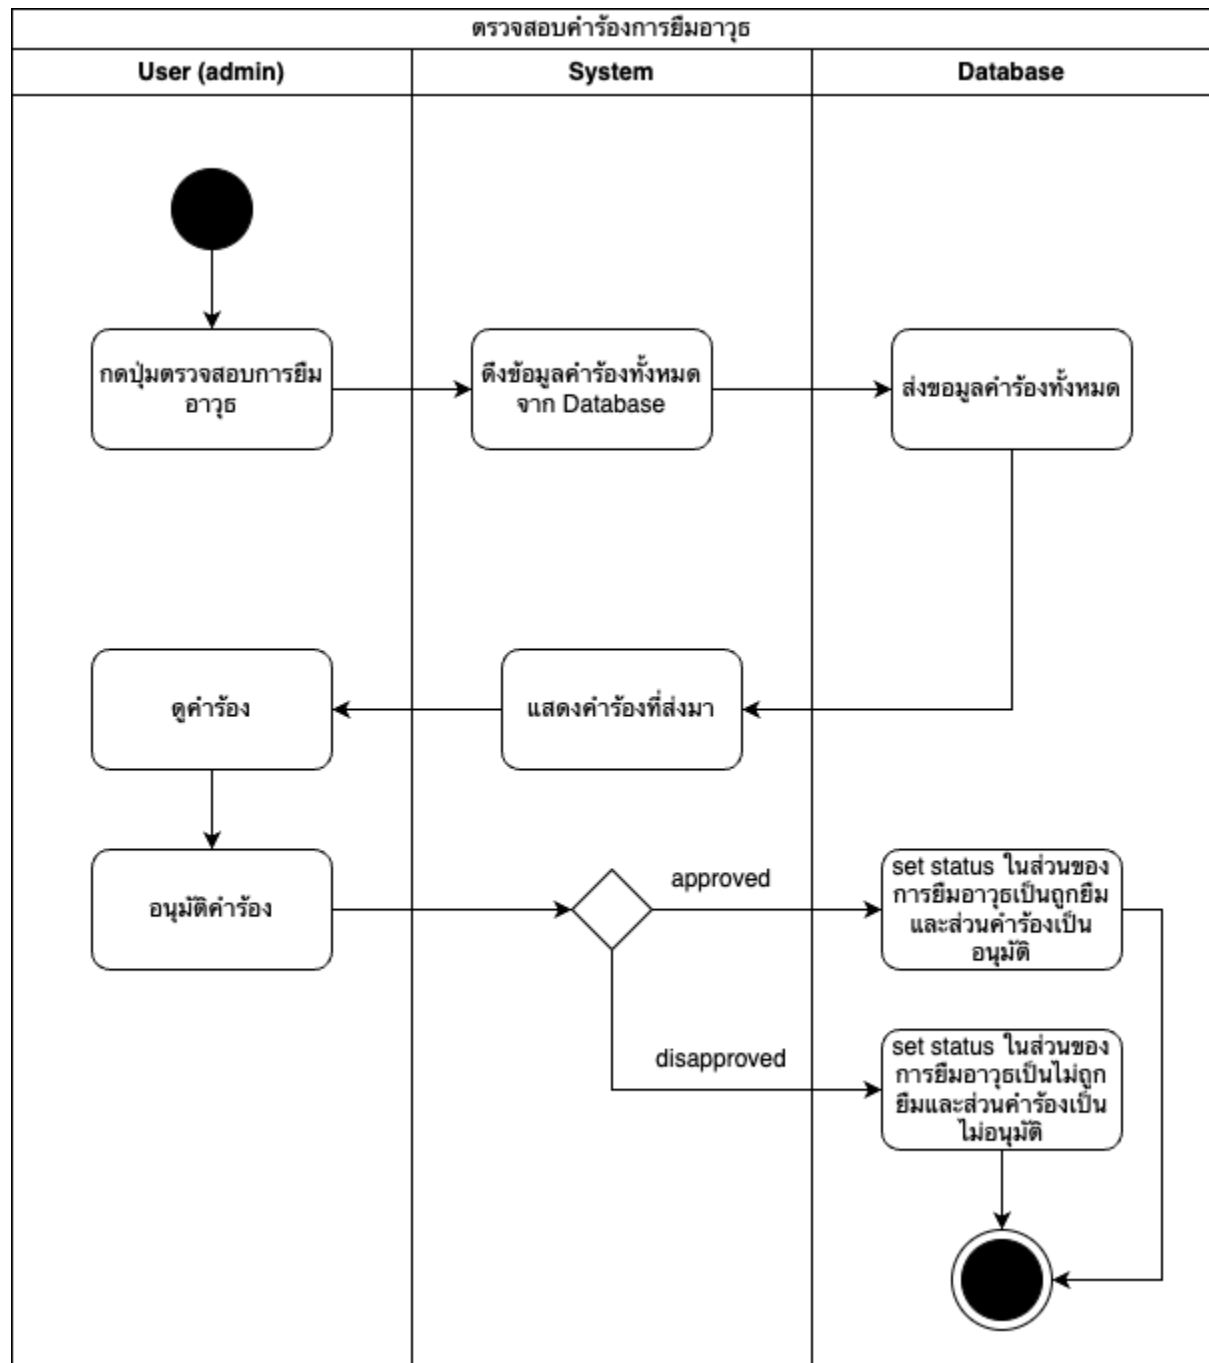 ตรวจสอบคำร้องการยืมอาวุธ
User (admin)
System
Database
กดปุ่มตรวจสอบการยืม
อาวุธ
ดึงข้อมูลคำร้องทั้งหมด
จาก Database
ส่งขอมูลคำร้องทั้งหมด
ดูคำร้อง
แสดงคำร้องที่ส่งมา
อนุมัติคำร้อง
approved
set status ในส่วนของ
การยืมอาวุธเป็นถูกยืม
และส่วนคำร้องเป็น
อนุมัติ
disapproved
set status ในส่วนของ
การยืมอาวุธเป็นไม่ถูก
ยืมและส่วนคำร้องเป็น
ไม่อนุมัติ